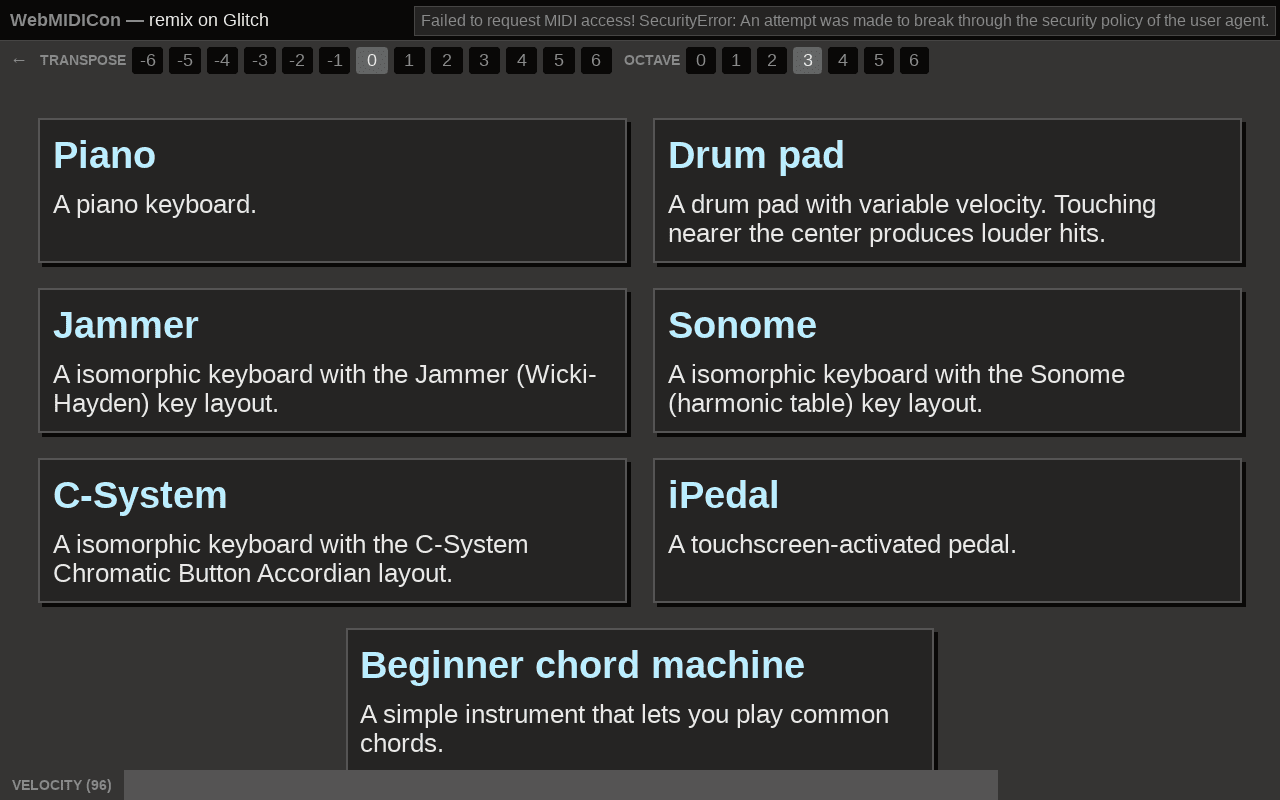 WebMIDICon — remix on Glitch
Failed to request MIDI access! SecurityError: An attempt was made to break through the security policy of the user agent.
← TRANSPOSE -6 -5 -4 -3 -2 -1 0 1 2 3 4 5 6 OCTAVE 0 1 2 3 4 5 6
Piano
A piano keyboard.
Drum pad
A drum pad with variable velocity. Touching
nearer the center produces louder hits.
Jammer
A isomorphic keyboard with the Jammer (Wicki-
Hayden) key layout.
Sonome
A isomorphic keyboard with the Sonome
(harmonic table) key layout.
C-System
A isomorphic keyboard with the C-System
Chromatic Button Accordian layout.
iPedal
A touchscreen-activated pedal.
Beginner chord machine
A simple instrument that lets you play common
chords.
VELOCITY (96)